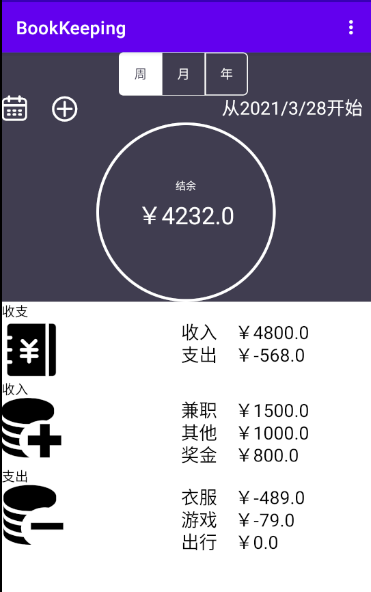 BookKeeping
周 月 年
从2021/3/28开始
结余
￥4232.0
收支
收入 ￥4800.0
支出 ￥-568.0
收入
兼职 ￥1500.0
其他 ￥1000.0
奖金 ￥800.0
支出
衣服 ￥-489.0
游戏 ￥-79.0
出行 ￥0.0